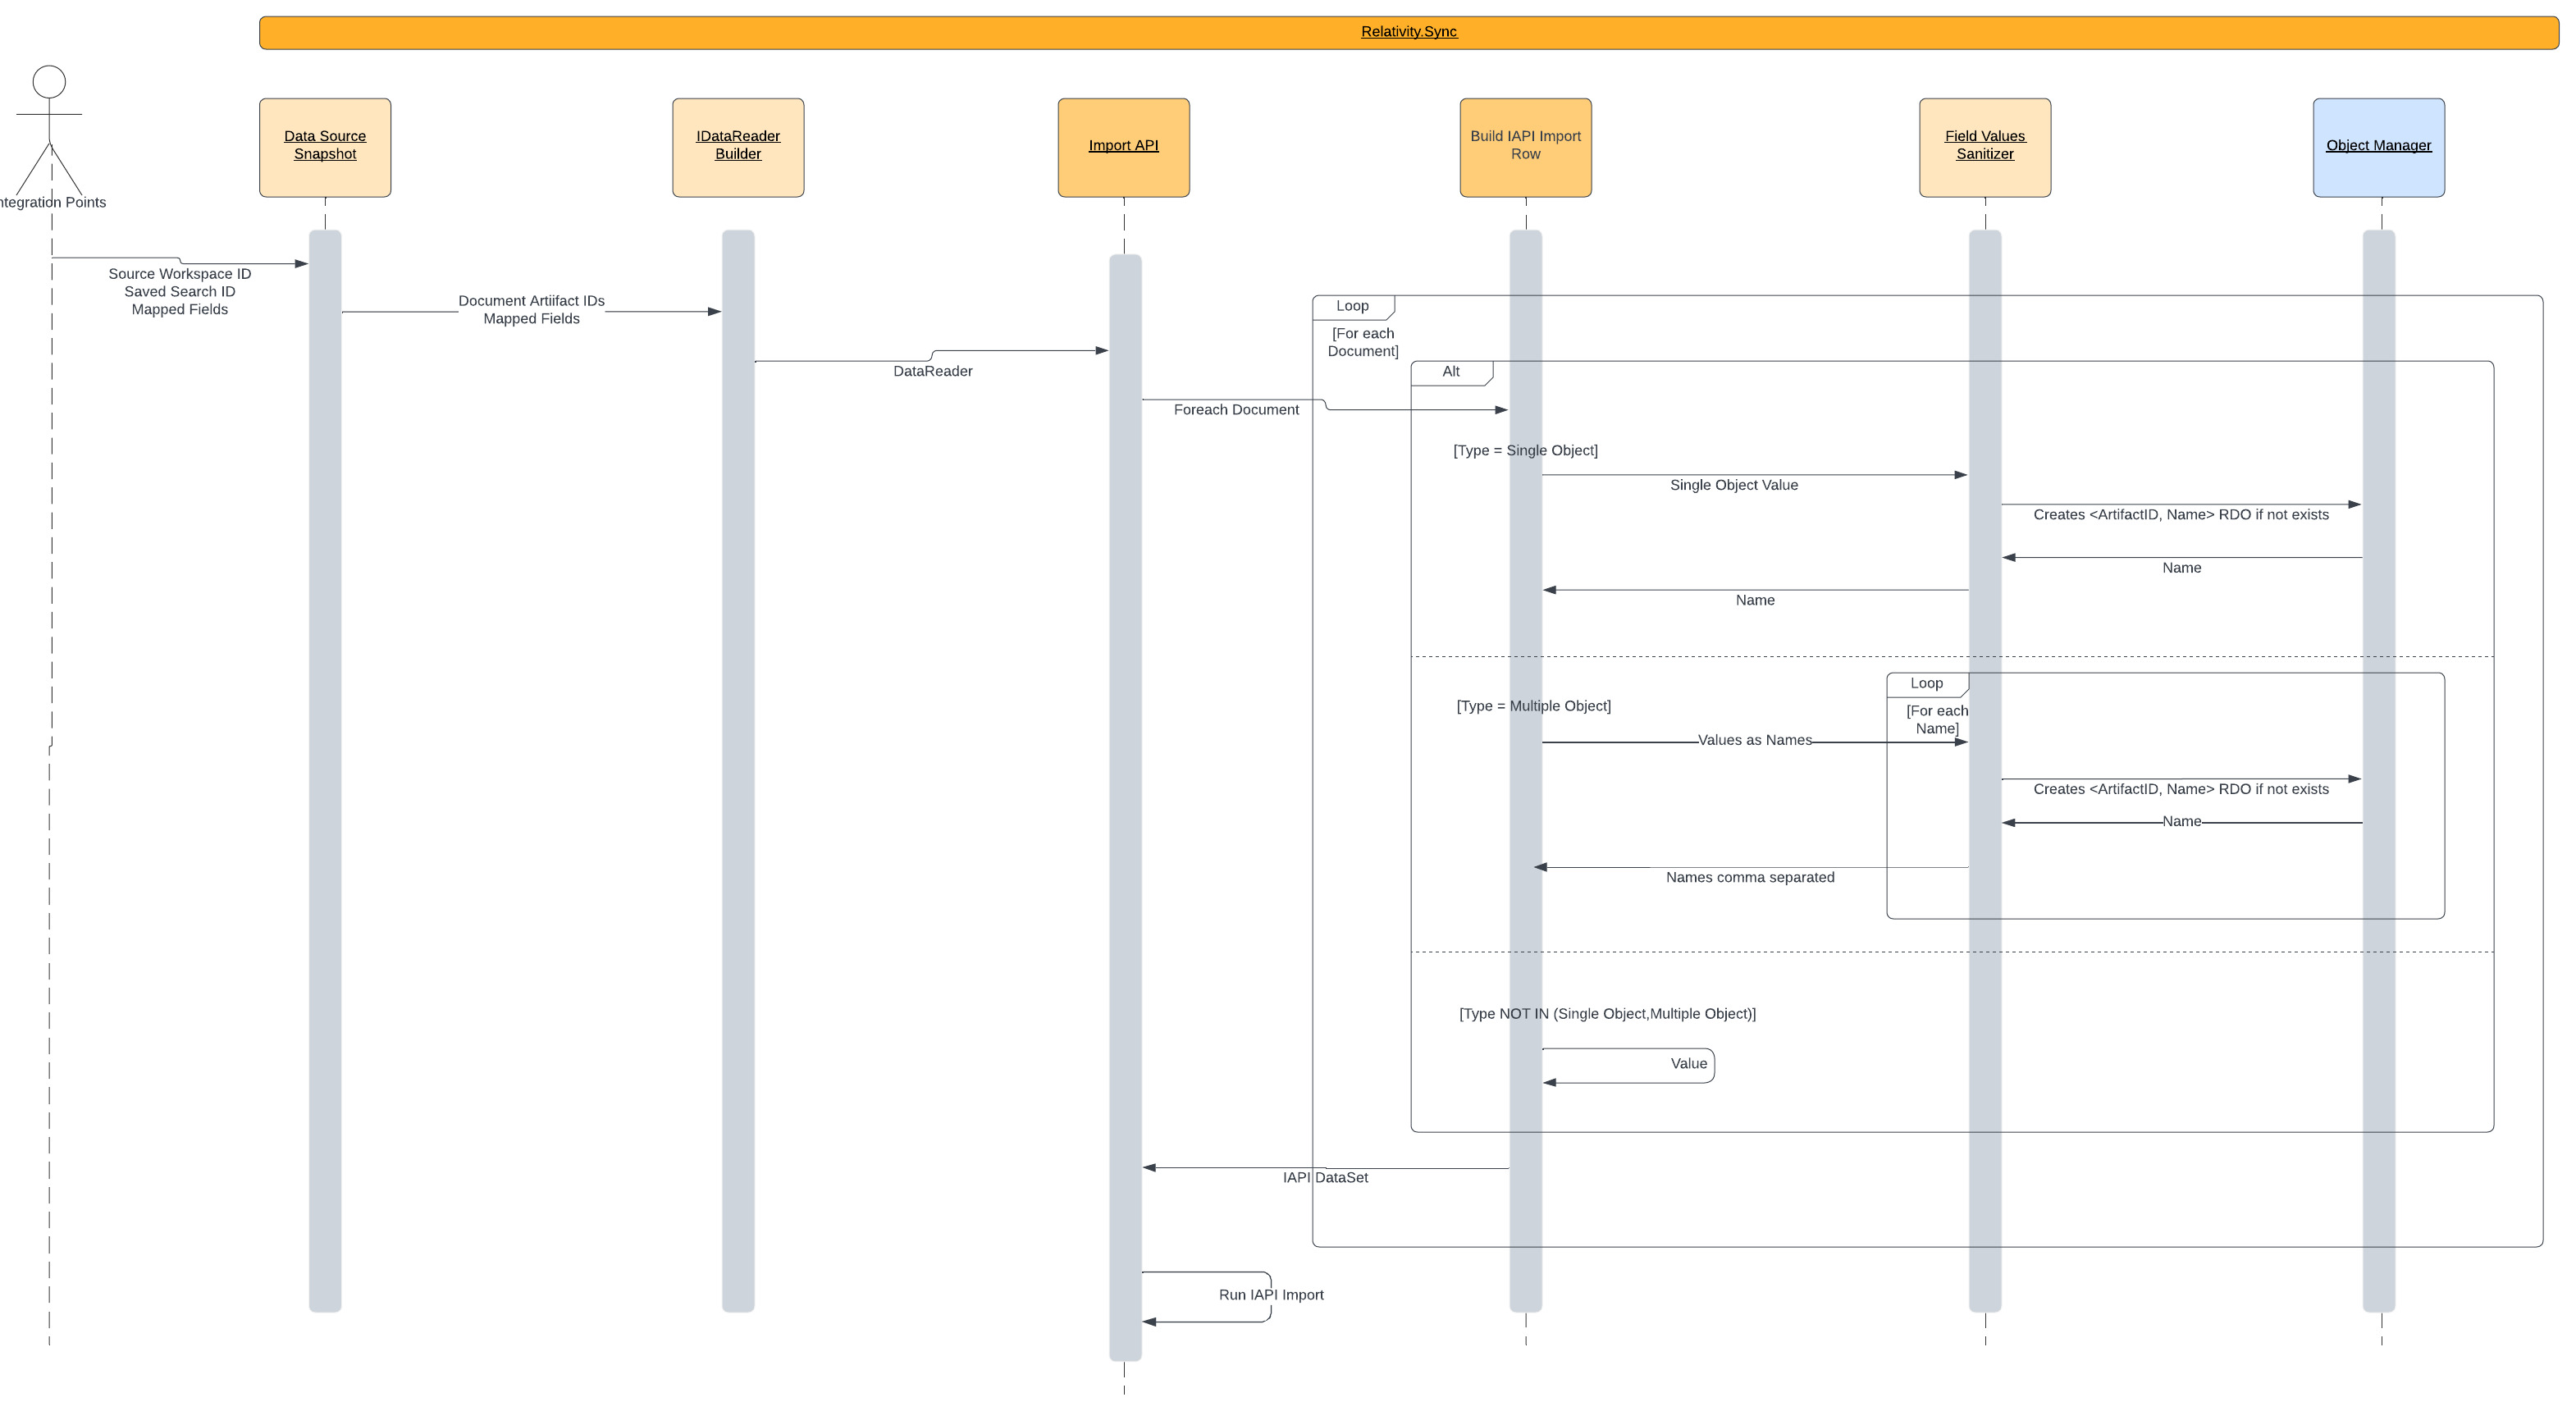 Relativity.Sync
Data Source
Snapshot
IDataReader
Builder
Import API
Build IAPI Import
Row
Field Values
Sanitizer
Object Manager
ntegration Points
Source Workspace ID
Saved Search ID
Mapped Fields
Document Artiifact IDs
Mapped Fields
DataReader
Loop
[For each
Document]
Alt
Foreach Document
[Type = Single Object]
Single Object Value
Creates <ArtifactID, Name> RDO if not exists
Name
Name
Loop
[For each
Name]
[Type = Multiple Object]
Values as Names
Creates <ArtifactID, Name> RDO if not exists
Name
Names comma separated
[Type NOT IN (Single Object,Multiple Object)]
Value
IAPI DataSet
Run IAPI Import